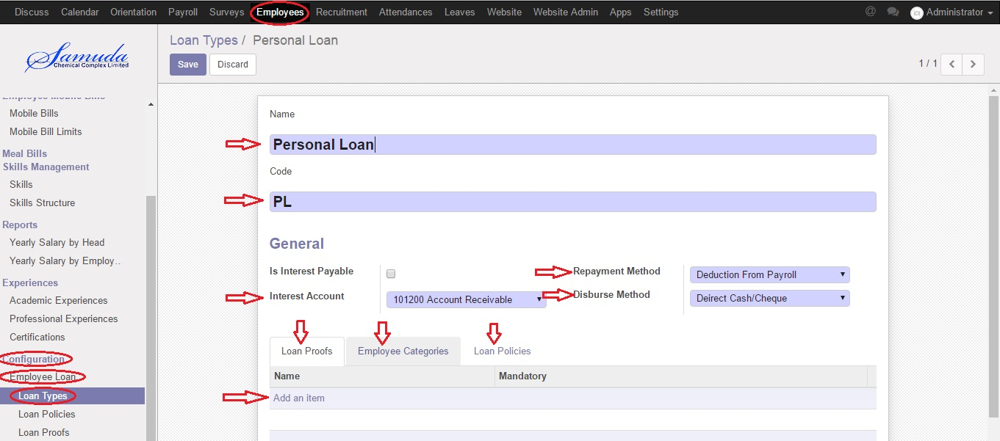 Discuss Calendar Orientation Payroll Surveys Employees Recruitment Attendances Leaves Website Website Admin Apps Settings @ Administrator
Samuda
Chemical Complex Limited
Loan Types / Personal Loan
Save Discard
1 / 1
Employee Mobile Bills
Mobile Bills
Mobile Bill Limits
Meal Bills
Skills Management
Skills
Skills Structure
Reports
Yearly Salary by Head
Yearly Salary by Employ...
Experiences
Academic Experiences
Professional Experiences
Certifications
Configuration
Employee Loan
Loan Types
Loan Policies
Loan Proofs
Name
Personal Loan
Code
PL
General
Is Interest Payable
Interest Account 101200 Account Receivable
Repayment Method Deduction From Payroll
Disburse Method Deirect Cash/Cheque
Loan Proofs Employee Categories Loan Policies
Name Mandatory
Add an item